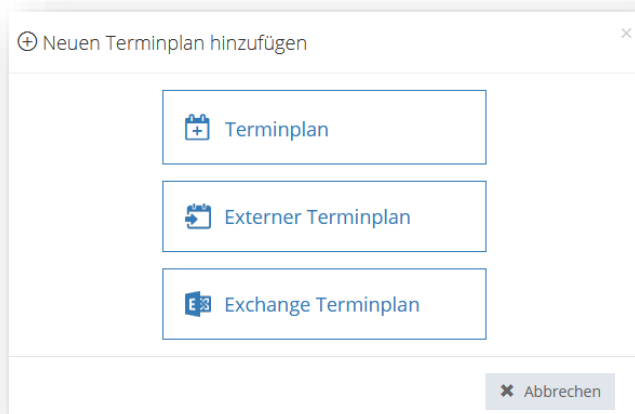 Neuen Terminplan hinzufügen
Terminplan
Externer Terminplan
Exchange Terminplan
Abbrechen